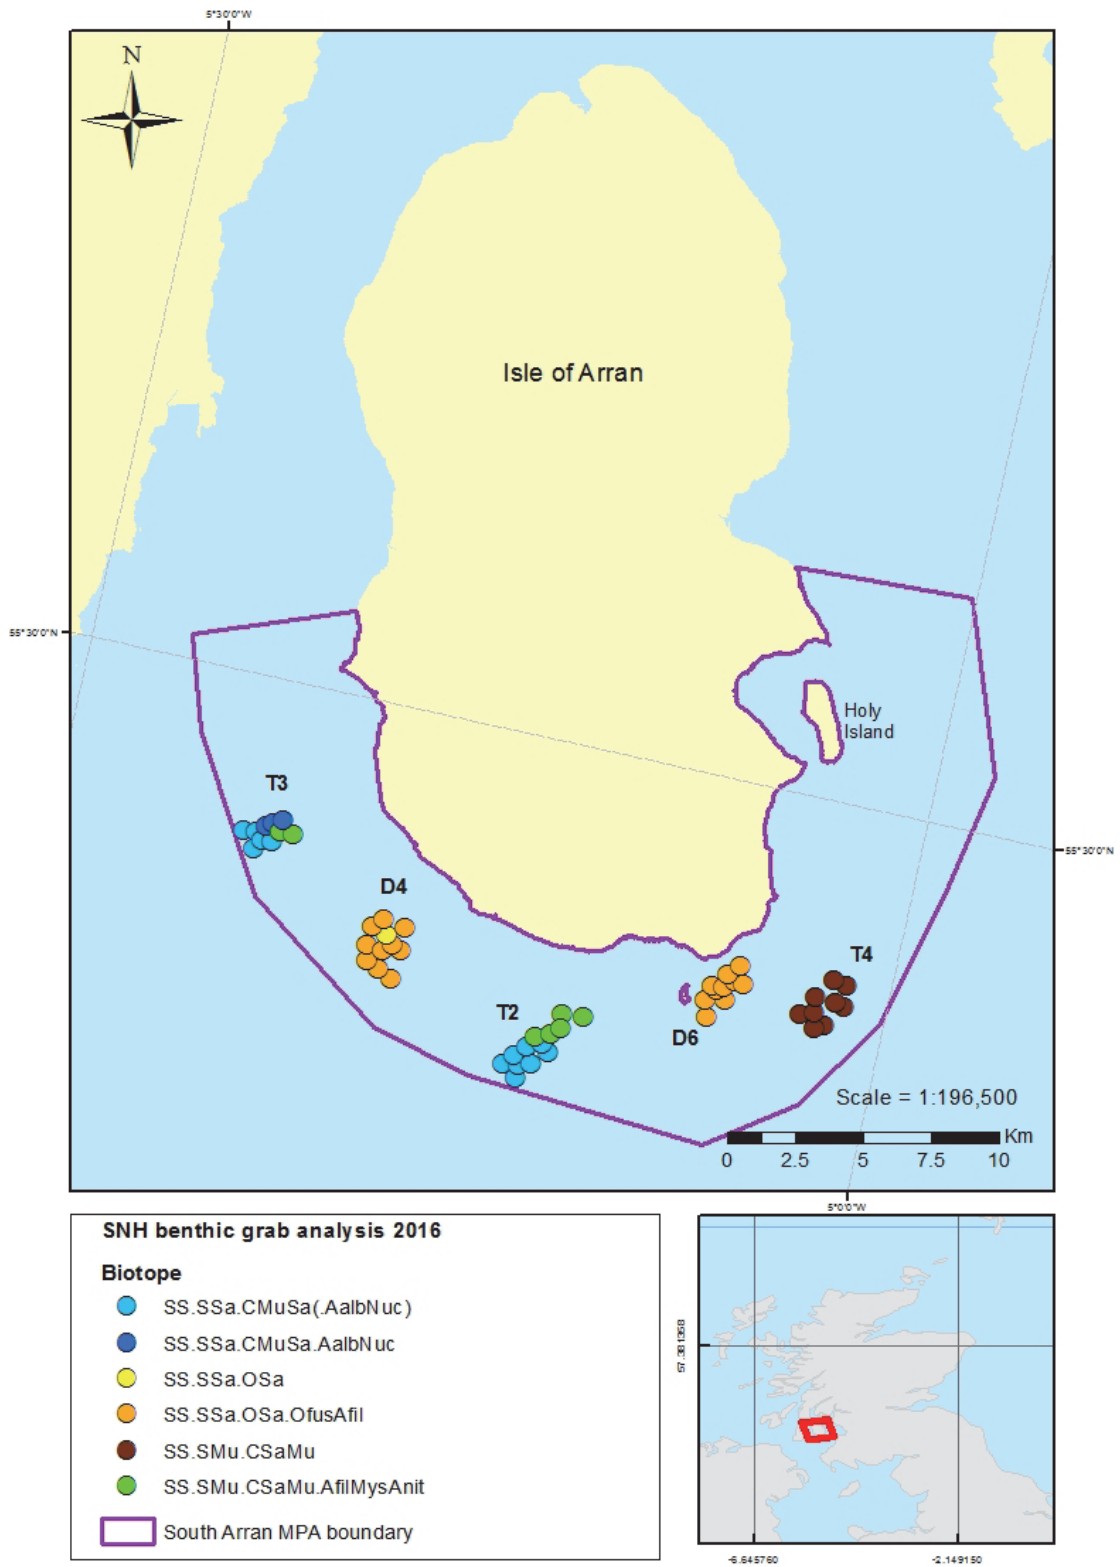 5°30'0"W
N
Isle of Arran
55°30'0"N
Holy
Island
T3
55°30'0"N
D4
T4
T2
D6
Scale = 1:196,500
Km
0 2.5 5 7.5 10
5°0'0"W
SNH benthic grab analysis 2016
Biotope
SS.SSa.CMuSa(.AalbNuc)
SS.SSa.CMuSa.AalbNuc
SS.SSa.OSa
SS.SSa.OSa.OfusAfil
SS.SMu.CSaMu
SS.SMu.CSaMu.AfilMysAnit
South Arran MPA boundary
57.381358
-6.645760 -2.149150